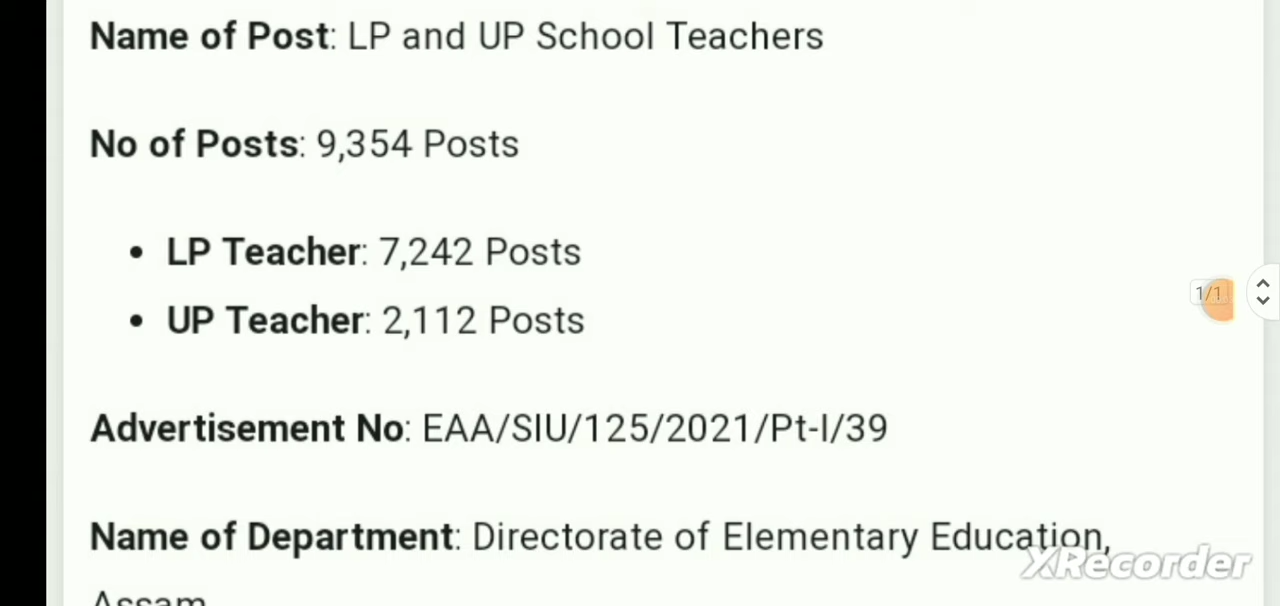 Name of Post: LP and UP School Teachers
No of Posts: 9,354 Posts
• LP Teacher: 7,242 Posts
• UP Teacher: 2,112 Posts
1/1
Advertisement No: EAA/SIU/125/2021/Pt-I/39
Name of Department: Directorate of Elementary Education,
XRecorder
Assam